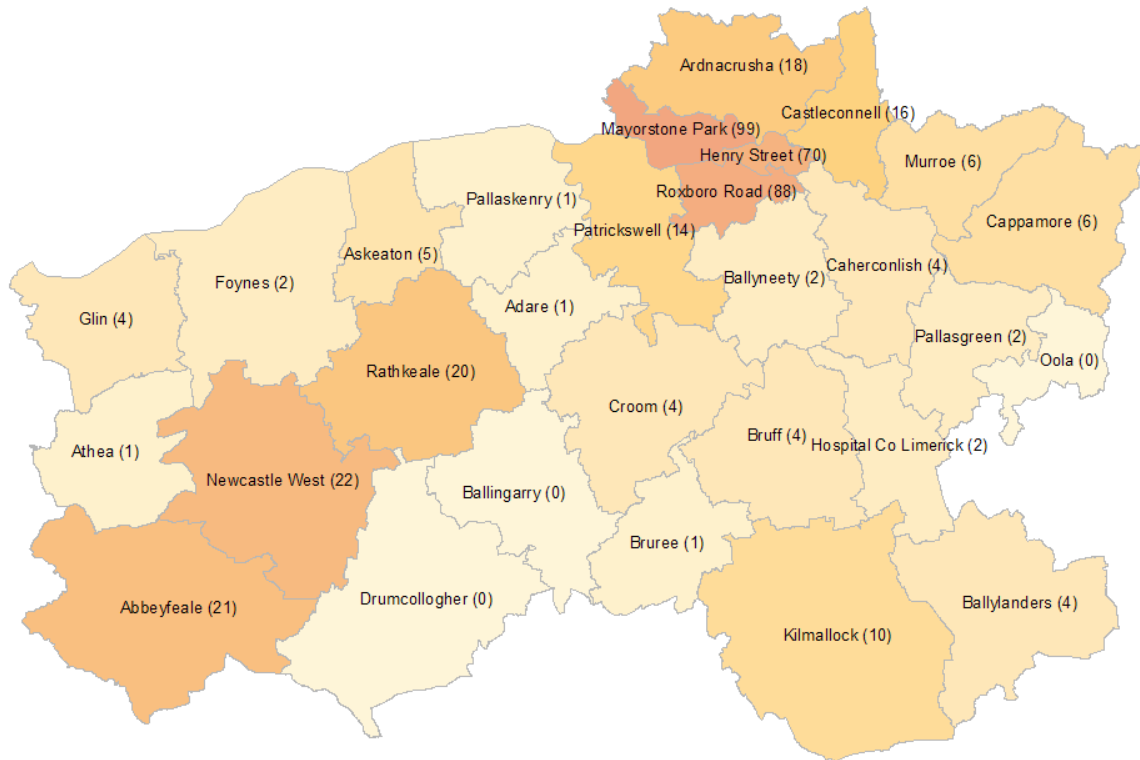 Ardnacrusha (18)
Castleconnell (16)
Mayorstone Park (99)
Henry Street (70)
Murroe (6)
Roxboro Road (88)
Pallaskenry (1)
Cappamore (6)
Patrickswell (14)
Askeaton (5)
Caherconlish (4)
Ballyneety (2)
Foynes (2)
Adare (1)
Glin (4)
Pallasgreen (2)
Oola (0)
Rathkeale (20)
Croom (4)
Bruff (4)
Hospital Co Limerick (2)
Athea (1)
Newcastle West (22)
Ballingarry (0)
Bruree (1)
Drumcollogher (0)
Abbeyfeale (21)
Ballylanders (4)
Kilmallock (10)